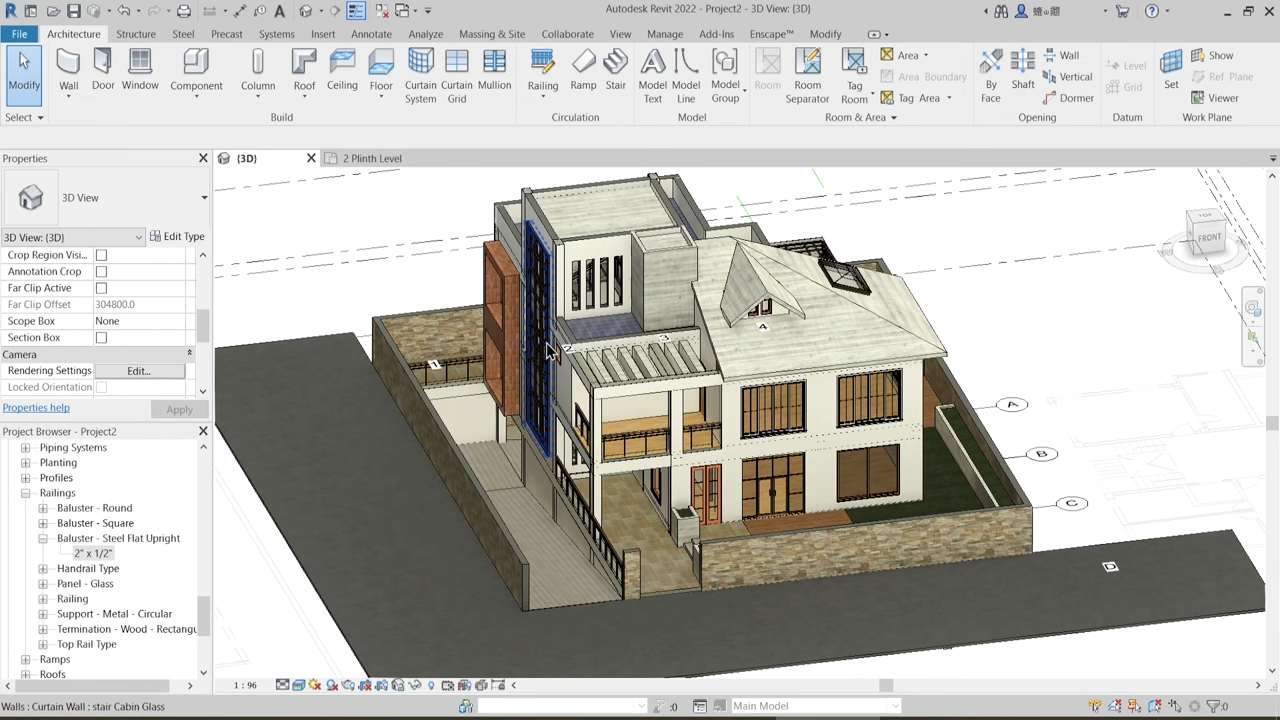 Autodesk Revit 2022 - Project2 - 3D View: {3D}
File Architecture Structure Steel Precast Systems Insert Annotate Analyze Massing & Site Collaborate View Manage Add-Ins Enscape™ Modify
Modify Wall Door Window Component Column Roof Ceiling Floor Curtain System Curtain Grid Mullion Railing Ramp Stair Model Text Model Line Model Group Room Room Separator Tag Room Area Area Boundary Tag Area By Face Shaft Wall Vertical Dormer Level Grid Set Show Ref Plane Viewer
Select Build Circulation Model Room & Area Opening Datum Work Plane
Properties
{3D} 2 Plinth Level
3D View
3D View: {3D} Edit Type
Crop Region Visi...
Annotation Crop
Far Clip Active
Far Clip Offset 304800.0
Scope Box None
Section Box
Camera
Rendering Settings Edit...
Locked Orientation
Properties help Apply
Project Browser - Project2
Piping Systems
Planting
Profiles
Railings
Baluster - Round
Baluster - Square
Baluster - Steel Flat Upright
2" x 1/2"
Handrail Type
Panel - Glass
Railing
Support - Metal - Circular
Termination - Wood - Rectangu
Top Rail Type
Ramps
Roofs
TOP
FRONT
1
2
3
4
A
B
C
D
1 : 96
Wall : Curtain Wall : stair Cabin Glass :0 Main Model :0